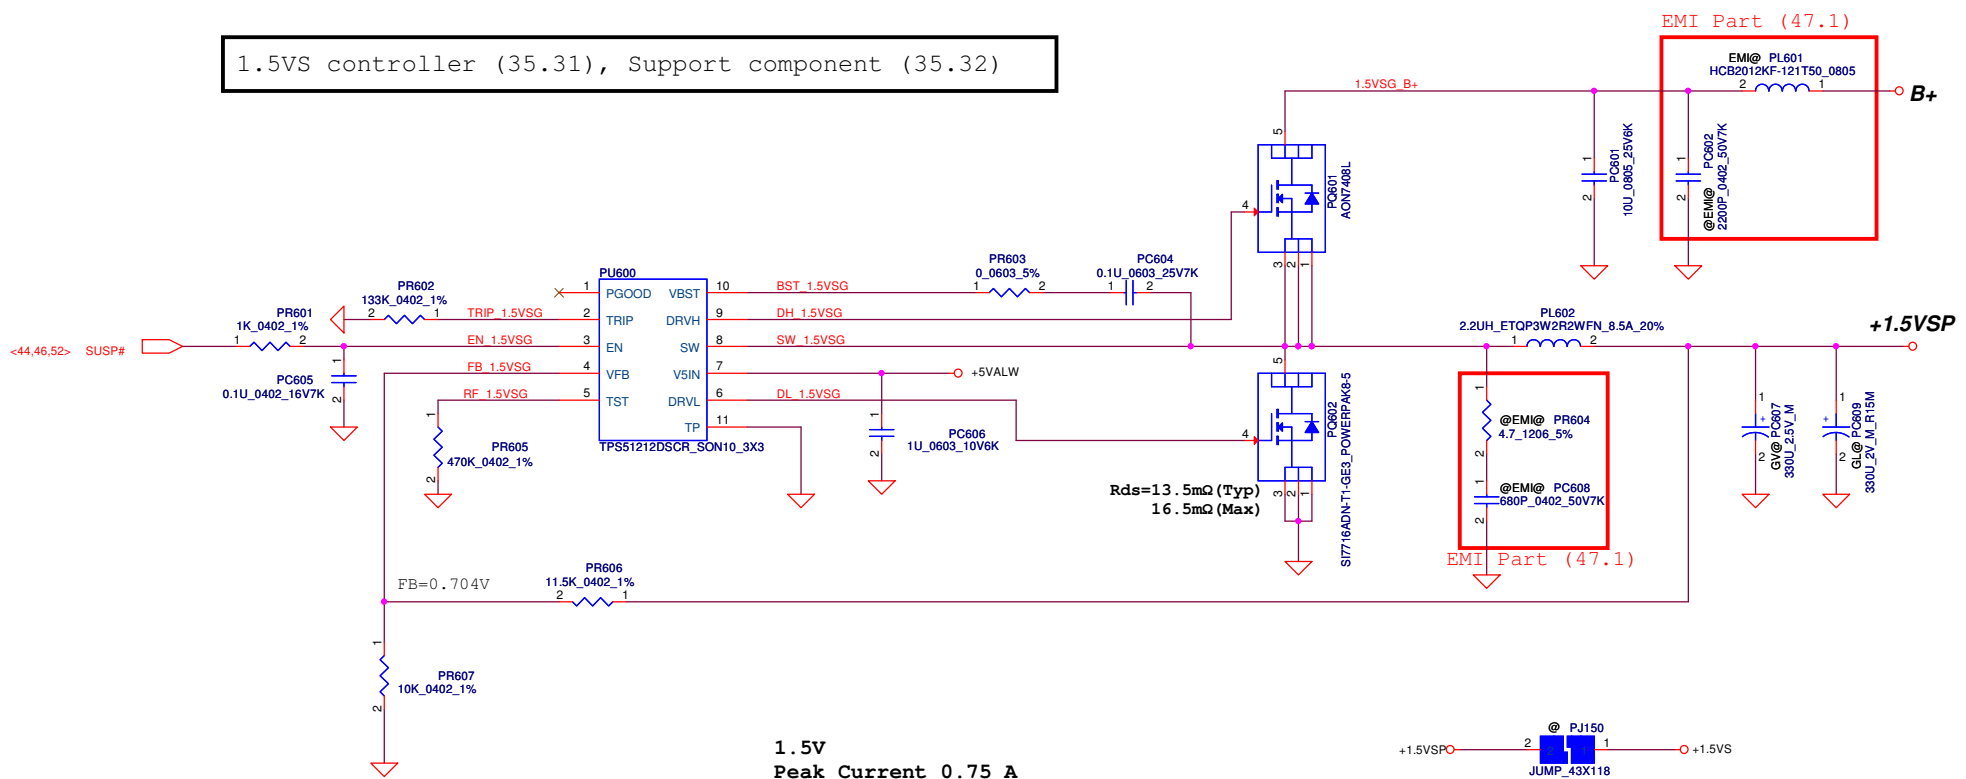 EMI Part (47.1)
1.5VS controller (35.31), Support component (35.32)
EMI@ PL601
HCB2012KF-121T50_0805
2 1
B+
1.5VSG_B+
5
1
2
PC601
10U_0805_25V6K
1
2
@EMI@ PC602
2200P_0402_50V7K
4
PQ601
AON7408L
3 2 1
PU600
PR603
0_0603_5%
1 2
PC604
0.1U_0603_25V7K
1 2
PR602
133K_0402_1%
2 1
PR601
1K_0402_1%
1 2
<44,46,52> SUSP#
TRIP_1.5VSG
EN_1.5VSG
FB_1.5VSG
RF_1.5VSG
1 PGOOD VBST 10
2 TRIP DRVH 9
3 EN SW 8
4 VFB V5IN 7
5 TST DRVL 6
TP 11
TPS51212DSCR_SON10_3X3
BST_1.5VSG
DH_1.5VSG
SW_1.5VSG
+5VALW
DL_1.5VSG
PL602
2.2UH_ETQP3W2R2WFN_8.5A_20%
1 2
+1.5VSP
1
PC605
0.1U_0402_16V7K
2
1
PR605
470K_0402_1%
2
1
PC606
1U_0603_10V6K
2
5
4
PQ602
SI7716ADN-T1-GE3_POWERPAK8-5
3 2 1
Rds=13.5mΩ(Typ)
16.5mΩ(Max)
1
@EMI@ PR604
4.7_1206_5%
2
1
@EMI@ PC608
680P_0402_50V7K
2
EMI Part (47.1)
1
+
2
GV@ PC607
330U_2.5V_M
1
+
2
GL@ PC609
330U_2V_M_R15M
FB=0.704V
PR606
11.5K_0402_1%
2 1
1
PR607
10K_0402_1%
2
1.5V
Peak Current 0.75 A
@ PJ150
+1.5VSP 2 2 1 1 +1.5VS
JUMP_43X118